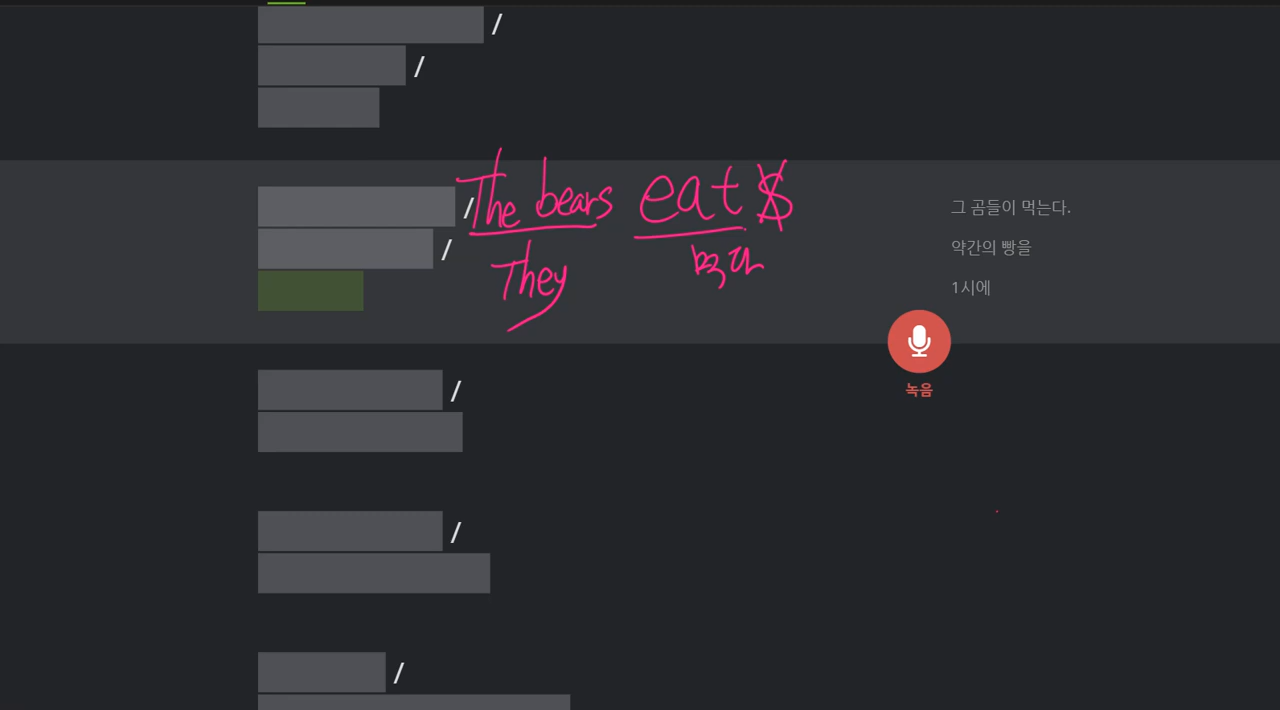 /
/
/ The bears eats
그 곰들이 먹는다.
/ They 먹다
약간의 빵을
1시에
녹음
/
/
/